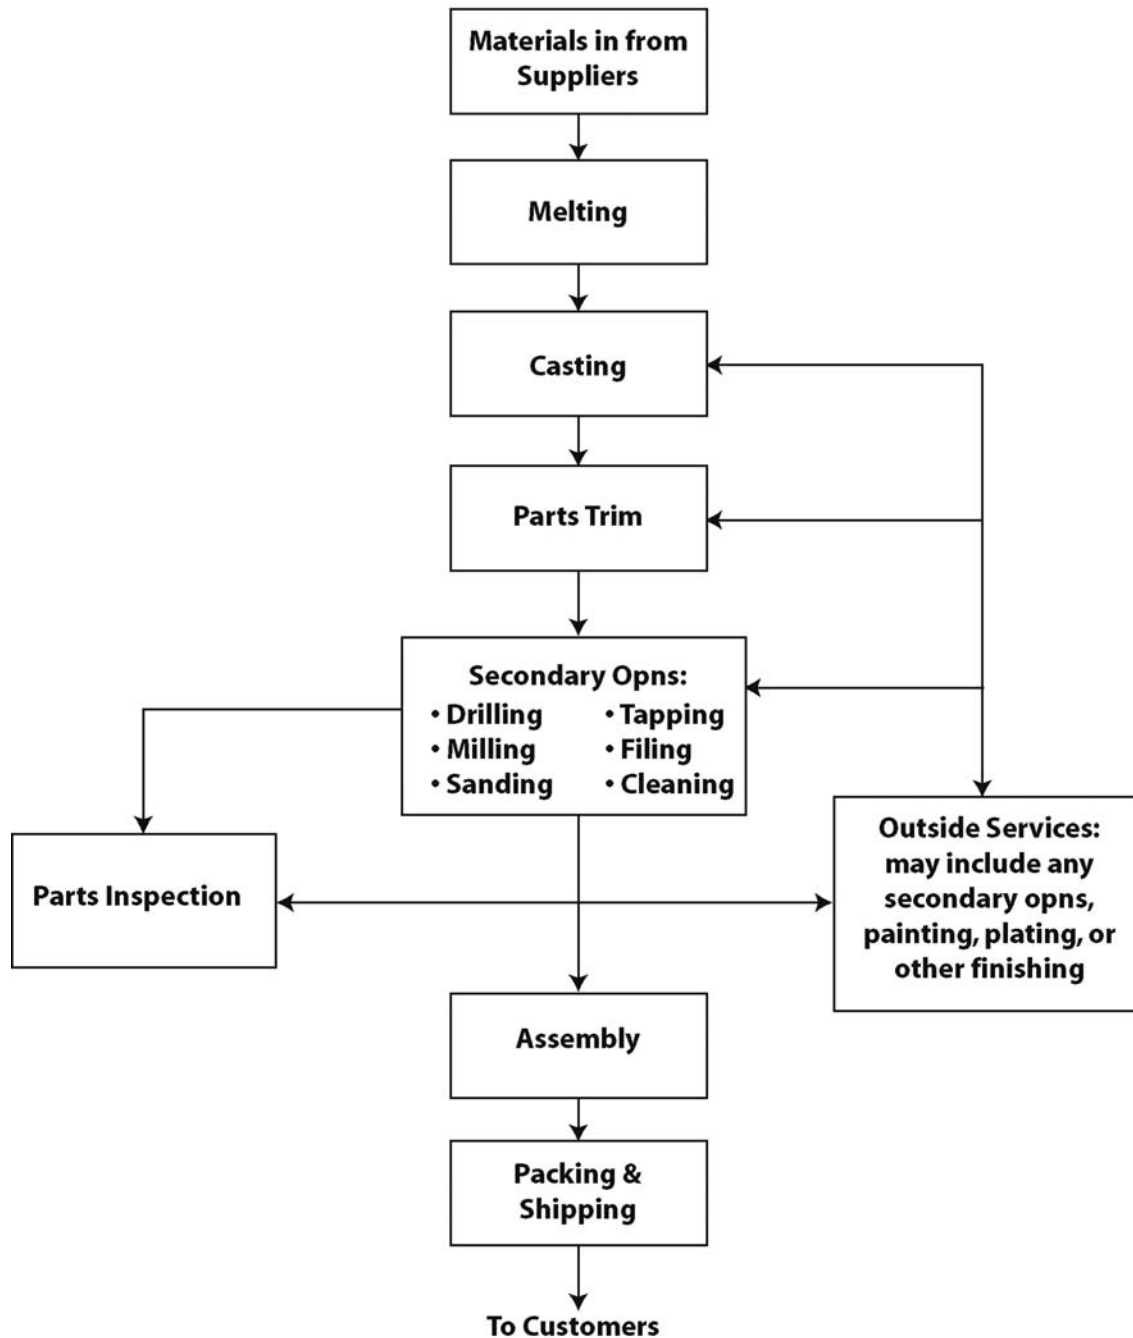 Materials in from
Suppliers
Melting
Casting
Parts Trim
Secondary Opns:
• Drilling
• Tapping
• Milling
• Filing
• Sanding
• Cleaning
Parts Inspection
Outside Services:
may include any
secondary opns,
painting, plating, or
other finishing
Assembly
Packing &
Shipping
To Customers